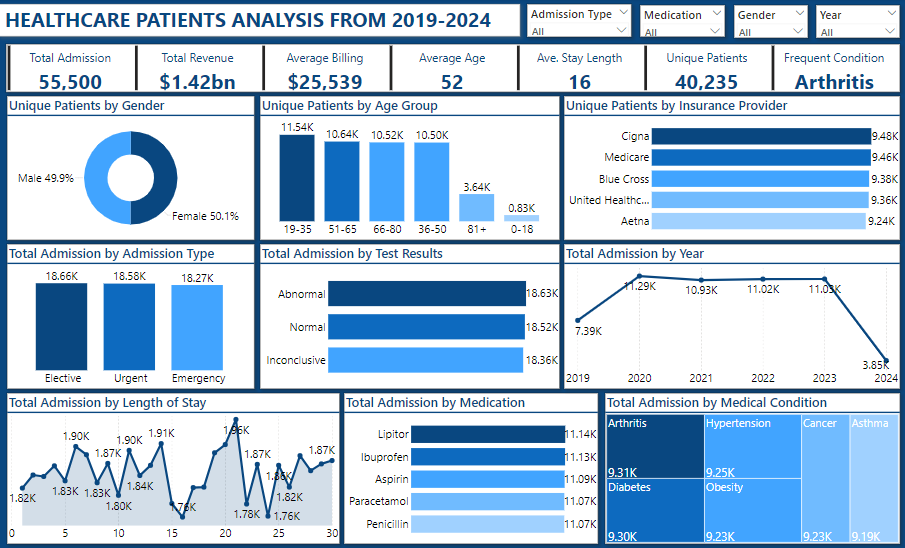 HEALTHCARE PATIENTS ANALYSIS FROM 2019-2024
Admission Type
All
Medication
All
Gender
All
Year
All
Total Admission
55,500
Total Revenue
$1.42bn
Average Billing
$25,539
Average Age
52
Ave. Stay Length
16
Unique Patients
40,235
Frequent Condition
Arthritis
Unique Patients by Gender
Male 49.9%
Female 50.1%
Unique Patients by Age Group
11.54K
10.64K
10.52K
10.50K
3.64K
0.83K
19-35
51-65
66-80
36-50
81+
0-18
Unique Patients by Insurance Provider
Cigna
9.48K
Medicare
9.46K
Blue Cross
9.38K
United Healthc...
9.36K
Aetna
9.24K
Total Admission by Admission Type
18.66K
18.58K
18.27K
Elective
Urgent
Emergency
Total Admission by Test Results
Abnormal
18.63K
Normal
18.52K
Inconclusive
18.36K
Total Admission by Year
7.39K
11.29K
10.93K
11.02K
11.03K
3.85K
2019
2020
2021
2022
2023
2024
Total Admission by Length of Stay
1.82K
1.83K
1.90K
1.87K
1.83K
1.80K
1.90K
1.84K
1.91K
1.76K
1.96K
1.78K
1.87K
1.76K
1.86K
1.82K
1.87K
0
5
10
15
20
25
30
Total Admission by Medication
Lipitor
11.14K
Ibuprofen
11.13K
Aspirin
11.09K
Paracetamol
11.07K
Penicillin
11.07K
Total Admission by Medical Condition
Arthritis
9.31K
Diabetes
9.30K
Hypertension
9.25K
Obesity
9.23K
Cancer
9.23K
Asthma
9.19K